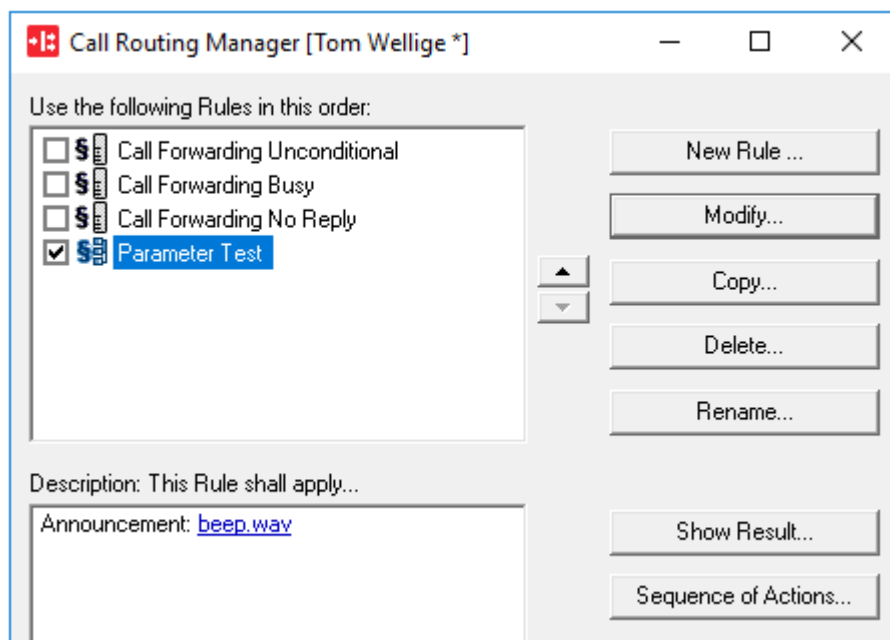 Call Routing Manager [Tom Wellige *]
Use the following Rules in this order:
§ Call Forwarding Unconditional
§ Call Forwarding Busy
§ Call Forwarding No Reply
§ Parameter Test
New Rule ...
Modify...
Copy...
Delete...
Rename...
Description: This Rule shall apply...
Announcement: beep.wav
Show Result...
Sequence of Actions...